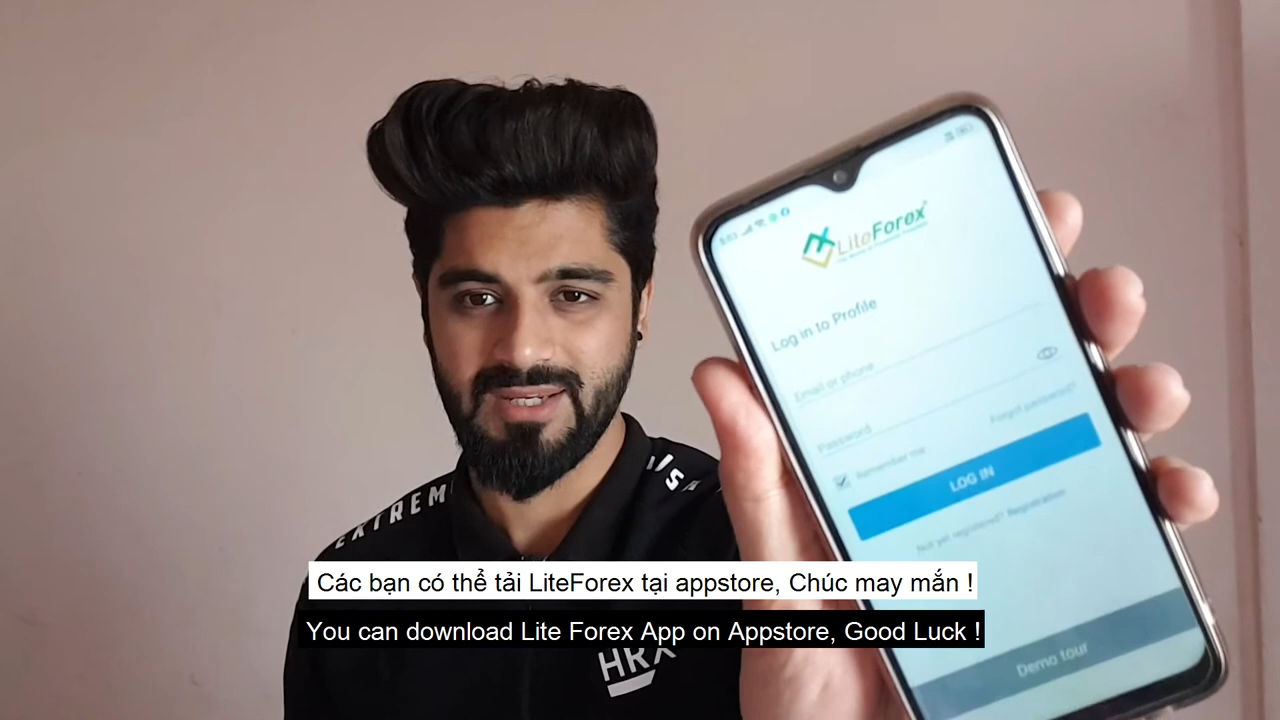 LiteForex
Log in to Profile
Email or phone
Password
Forgot password?
Remember me
LOG IN
Not yet registered? Registration
Demo tour
EXTREM
HRX
Các bạn có thể tải LiteForex tại appstore, Chúc may mắn !
You can download Lite Forex App on Appstore, Good Luck !